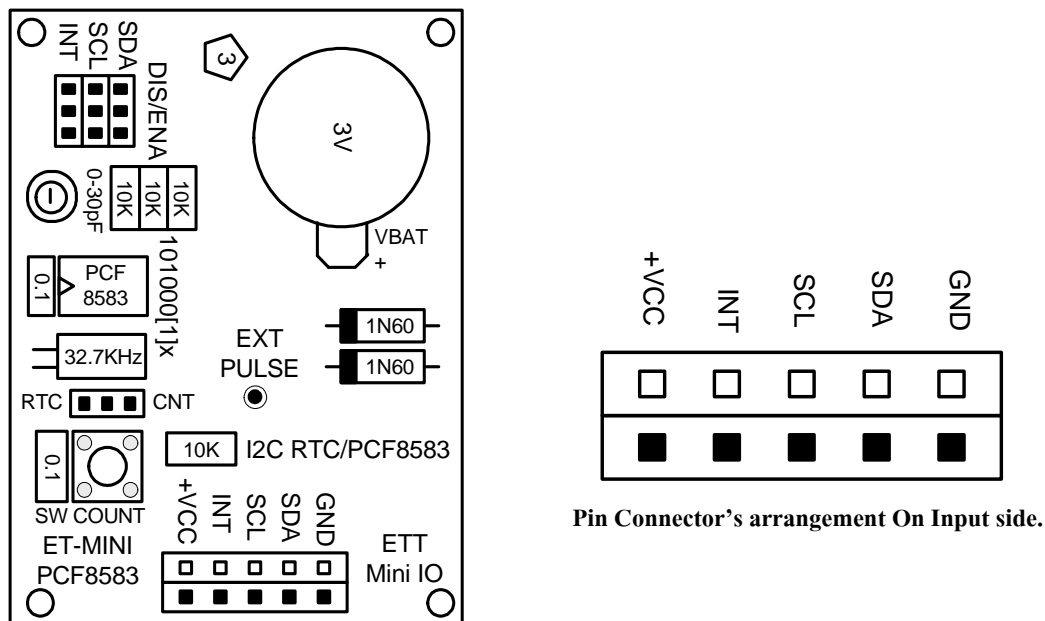 INT
SCL
SDA
DIS/ENA
3
3V
0-30pF
10K
10K
10K
VBAT
+
0.1
PCF
8583
101000[1]x
1N60
1N60
32.7KHz
EXT
PULSE
RTC
CNT
0.1
10K
I2C RTC/PCF8583
SW COUNT
+VCC
INT
SCL
SDA
GND
ET-MINI
PCF8583
ETT
Mini IO
+VCC
INT
SCL
SDA
GND
Pin Connector's arrangement On Input side.